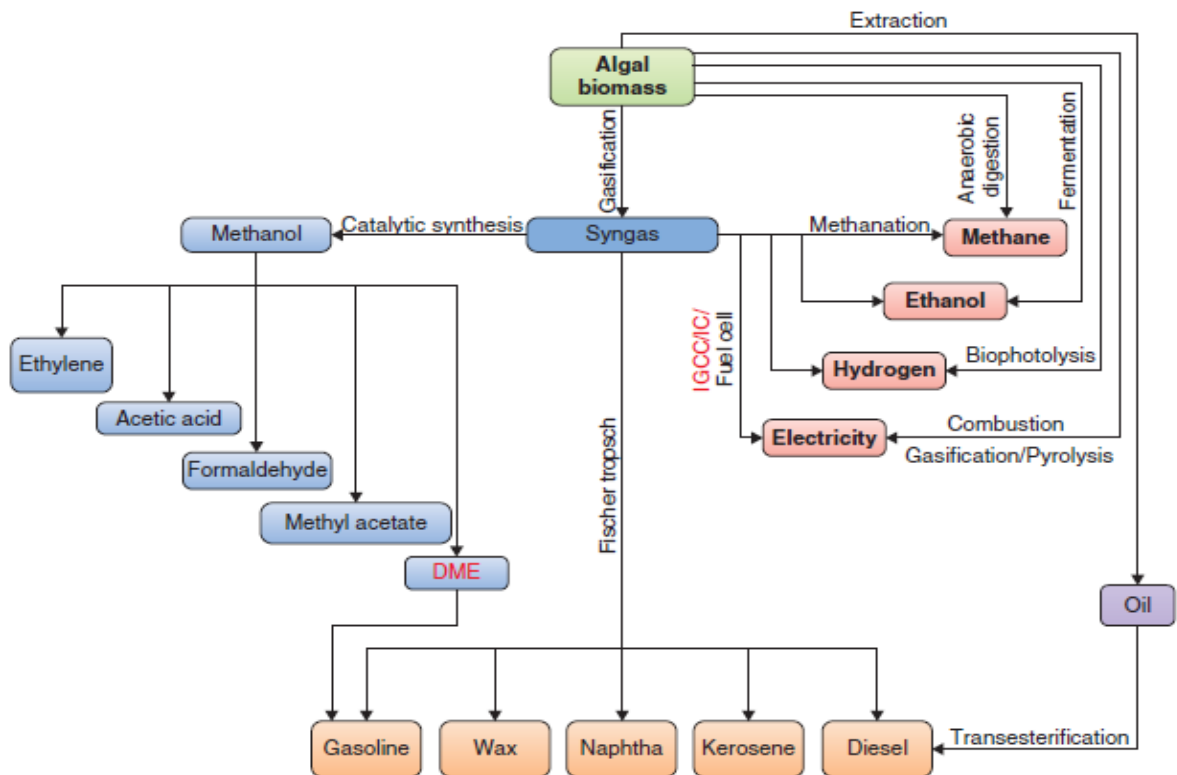 Extraction
Algal
biomass
Gasification
Anaerobic
digestion
Fermentation
Methanol
Catalytic synthesis
Syngas
Methanation
Methane
Ethanol
IGCC/IC/
Fuel cell
Ethylene
Hydrogen
Biophotolysis
Acetic acid
Electricity
Combustion
Gasification/Pyrolysis
Formaldehyde
Fischer tropsch
Methyl acetate
DME
Oil
Gasoline
Wax
Naphtha
Kerosene
Diesel
Transesterification